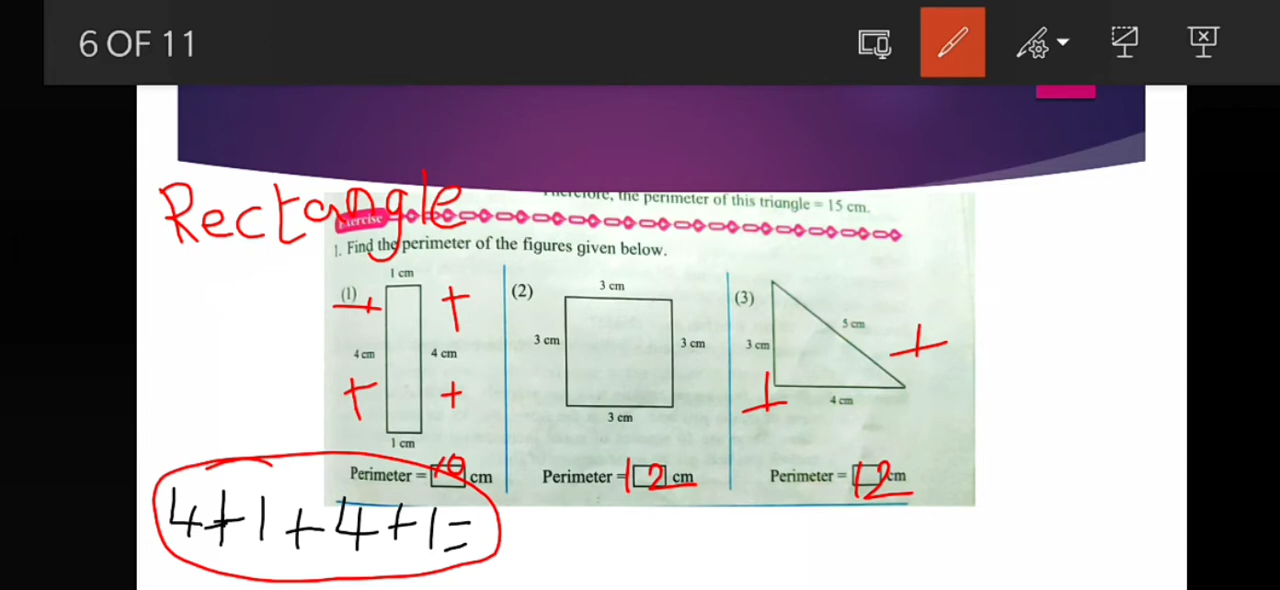 6 OF 11
Rectangle
Therefore, the perimeter of this triangle = 15 cm.
Exercise
1. Find the perimeter of the figures given below.
(1)
1 cm
4 cm
4 cm
1 cm
+ + + +
Perimeter = 10 cm
4+1+4+1=
(2)
3 cm
3 cm
3 cm
3 cm
Perimeter = 12 cm
(3)
5 cm
3 cm
4 cm
+ +
Perimeter = 12 cm